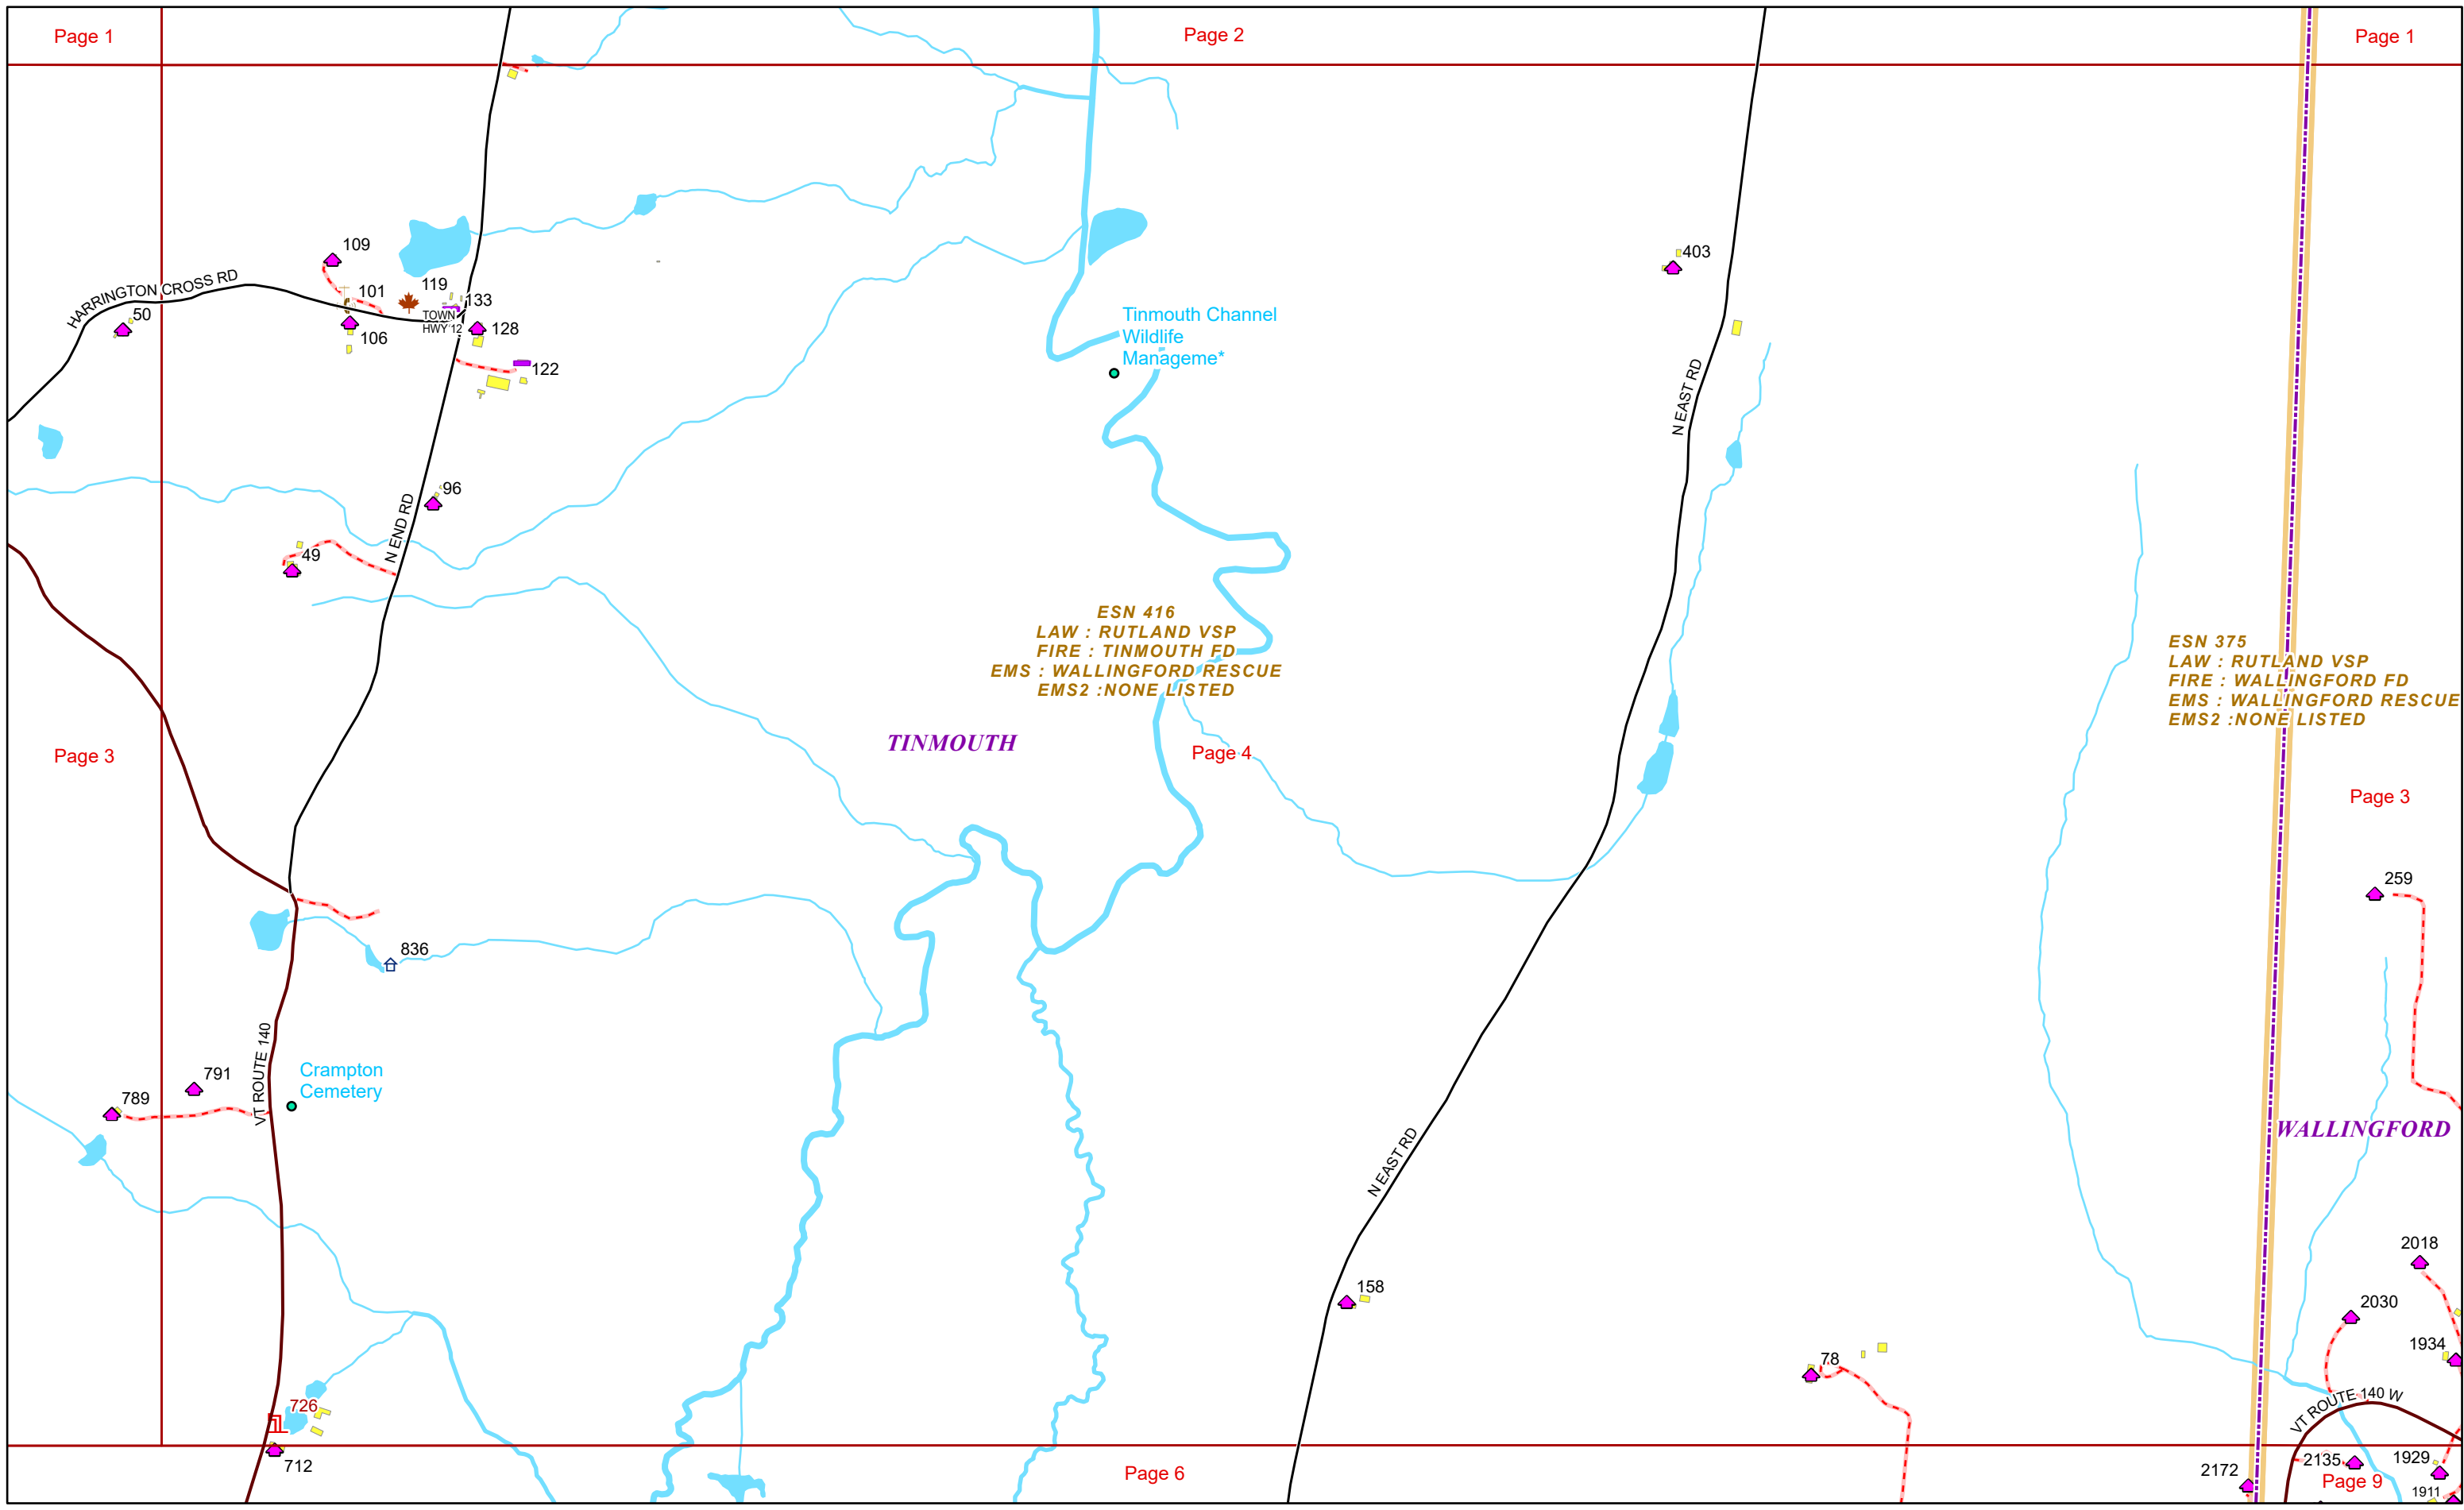 Page 1
Page 2
Page 1
109
403
HARRINGTON CROSS RD
101
119
133
50
TOWN
HWY 12
128
106
Tinmouth Channel
Wildlife
Manageme*
122
N EAST RD
96
N END RD
49
ESN 416
LAW : RUTLAND VSP
FIRE : TINMOUTH FD
EMS : WALLINGFORD RESCUE
EMS2 :NONE LISTED
ESN 375
LAW : RUTLAND VSP
FIRE : WALLINGFORD FD
EMS : WALLINGFORD RESCUE
EMS2 :NONE LISTED
TINMOUTH
Page 3
Page 4
Page 3
259
836
VT ROUTE 140
791
Crampton
Cemetery
789
WALLINGFORD
N EAST RD
2018
158
2030
1934
78
VT ROUTE 140 W
726
712
Page 6
2172
2135
1929
Page 9
1911